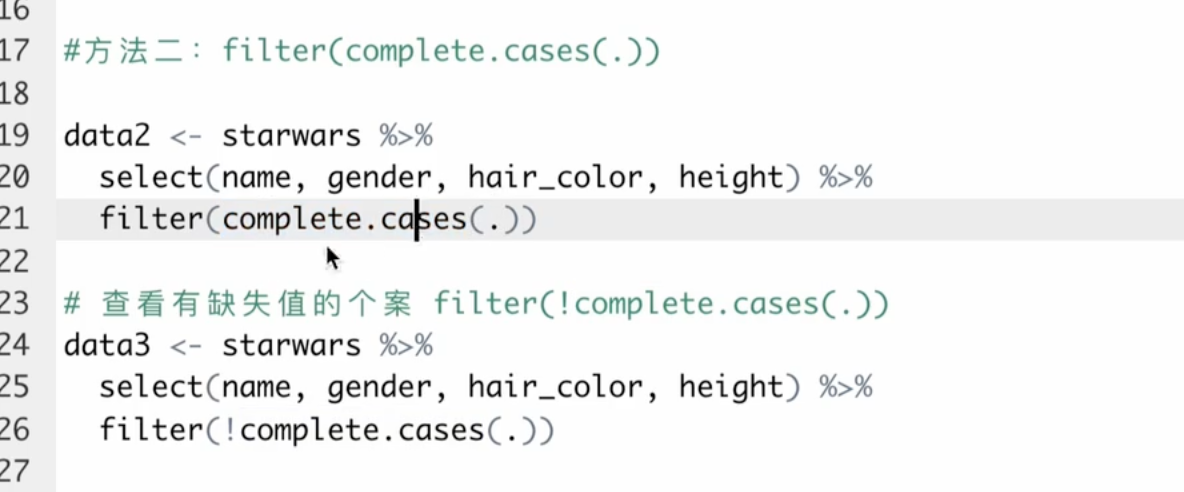 16
17 #方法二：filter(complete.cases(.))
18
19 data2 <- starwars %>%
20   select(name, gender, hair_color, height) %>%
21   filter(complete.cases(.))
22
23 # 查看有缺失值的个案 filter(!complete.cases(.))
24 data3 <- starwars %>%
25   select(name, gender, hair_color, height) %>%
26   filter(!complete.cases(.))
27